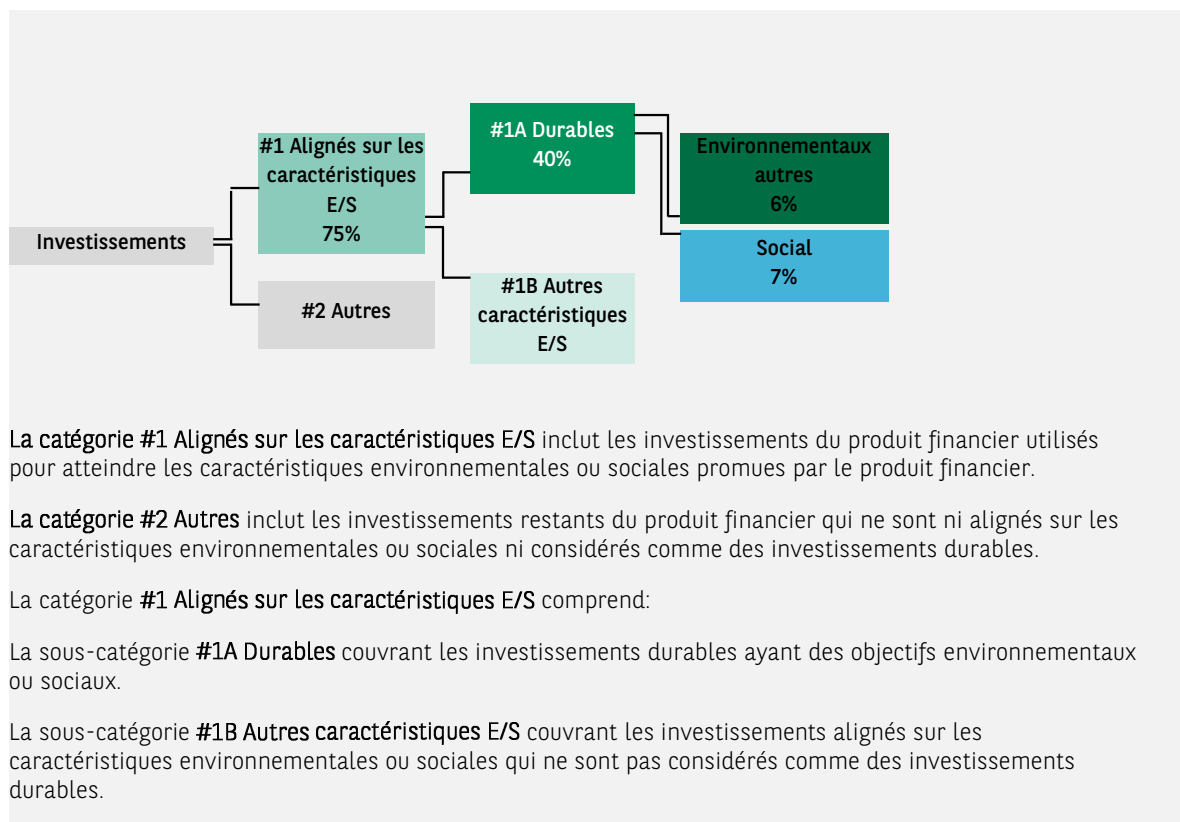 Investissements
#1 Alignés sur les
caractéristiques
E/S
75%
#2 Autres
#1A Durables
40%
#1B Autres
caractéristiques
E/S
Environnementaux
autres
6%
Social
7%
La catégorie #1 Alignés sur les caractéristiques E/S inclut les investissements du produit financier utilisés
pour atteindre les caractéristiques environnementales ou sociales promues par le produit financier.
La catégorie #2 Autres inclut les investissements restants du produit financier qui ne sont ni alignés sur les
caractéristiques environnementales ou sociales ni considérés comme des investissements durables.
La catégorie #1 Alignés sur les caractéristiques E/S comprend:
La sous-catégorie #1A Durables couvrant les investissements durables ayant des objectifs environnementaux
ou sociaux.
La sous-catégorie #1B Autres caractéristiques E/S couvrant les investissements alignés sur les
caractéristiques environnementales ou sociales qui ne sont pas considérés comme des investissements
durables.